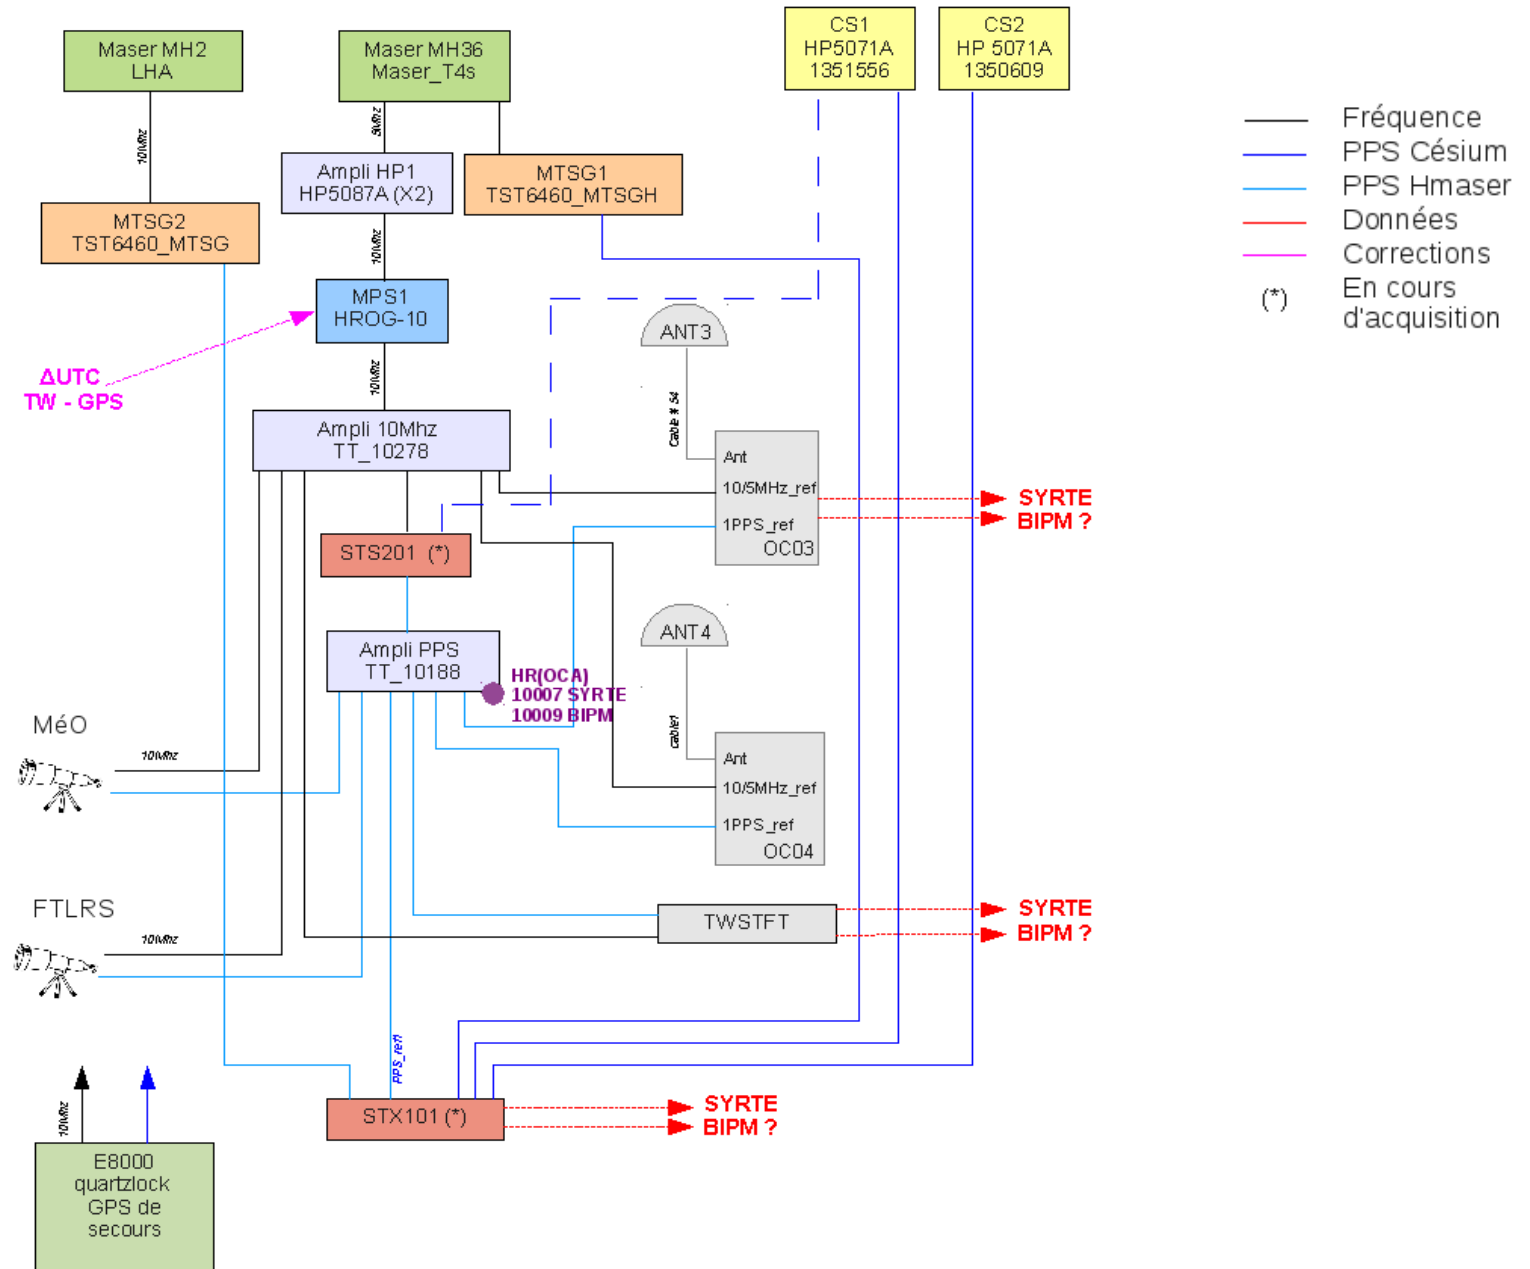 CS1
HP5071A
1351556
CS2
HP 5071A
1350609
Maser MH2
LHA
Maser MH36
Maser_T4s
Fréquence
PPS Césium
PPS Hmaser
Données
Corrections
(*)
En cours
d'acquisition
10Mhz
5Mhz
Ampli HP1
HP5087A (X2)
MTSG1
TST6460_MTSGH
MTSG2
TST6460_MTSG
10Mhz
MPS1
HROG-10
ANT3
ΔUTC
TW - GPS
10Mhz
Cable # 54
Ampli 10Mhz
TT_10278
Ant
10/5MHz_ref
1PPS_ref
OC03
SYRTE
BIPM ?
STS201 (*)
ANT4
Ampli PPS
TT_10188
HR(OCA)
10007 SYRTE
10009 BIPM
cable1
MéO
10Mhz
Ant
10/5MHz_ref
1PPS_ref
OC04
FTLRS
10Mhz
TWSTFT
SYRTE
BIPM ?
PPS_ref1
10Mhz
STX101 (*)
SYRTE
BIPM ?
E8000
quartzlock
GPS de
secours